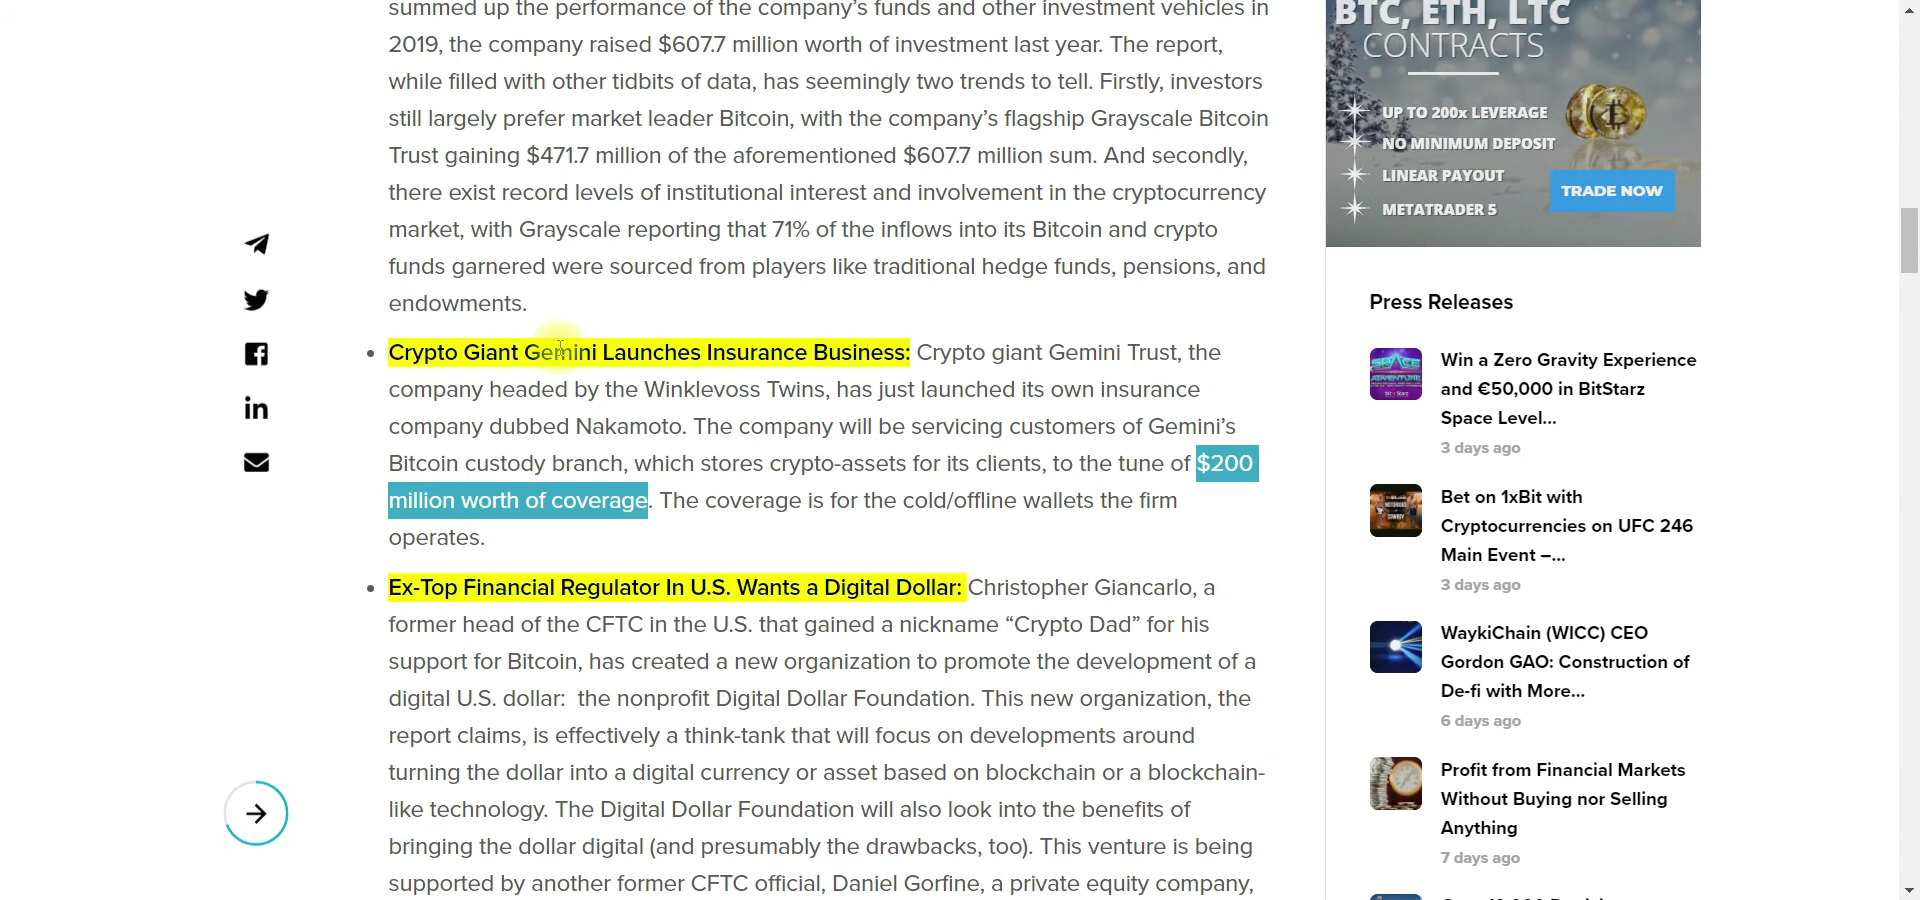 summed up the performance of the company’s funds and other investment vehicles in
2019, the company raised $607.7 million worth of investment last year. The report,
while filled with other tidbits of data, has seemingly two trends to tell. Firstly, investors
still largely prefer market leader Bitcoin, with the company’s flagship Grayscale Bitcoin
Trust gaining $471.7 million of the aforementioned $607.7 million sum. And secondly,
there exist record levels of institutional interest and involvement in the cryptocurrency
market, with Grayscale reporting that 71% of the inflows into its Bitcoin and crypto
funds garnered were sourced from players like traditional hedge funds, pensions, and
endowments.
Crypto Giant Gemini Launches Insurance Business: Crypto giant Gemini Trust, the
company headed by the Winklevoss Twins, has just launched its own insurance
company dubbed Nakamoto. The company will be servicing customers of Gemini’s
Bitcoin custody branch, which stores crypto-assets for its clients, to the tune of $200
million worth of coverage. The coverage is for the cold/offline wallets the firm
operates.
Ex-Top Financial Regulator In U.S. Wants a Digital Dollar: Christopher Giancarlo, a
former head of the CFTC in the U.S. that gained a nickname “Crypto Dad” for his
support for Bitcoin, has created a new organization to promote the development of a
digital U.S. dollar:  the nonprofit Digital Dollar Foundation. This new organization, the
report claims, is effectively a think-tank that will focus on developments around
turning the dollar into a digital currency or asset based on blockchain or a blockchain-
like technology. The Digital Dollar Foundation will also look into the benefits of
bringing the dollar digital (and presumably the drawbacks, too). This venture is being
supported by another former CFTC official, Daniel Gorfine, a private equity company,
BTC, ETH, LTC
CONTRACTS
UP TO 200x LEVERAGE
NO MINIMUM DEPOSIT
LINEAR PAYOUT
METATRADER 5
TRADE NOW
Press Releases
Win a Zero Gravity Experience
and €50,000 in BitStarz
Space Level...
3 days ago
Bet on 1xBit with
Cryptocurrencies on UFC 246
Main Event –...
3 days ago
WaykiChain (WICC) CEO
Gordon GAO: Construction of
De-fi with More...
6 days ago
Profit from Financial Markets
Without Buying nor Selling
Anything
7 days ago